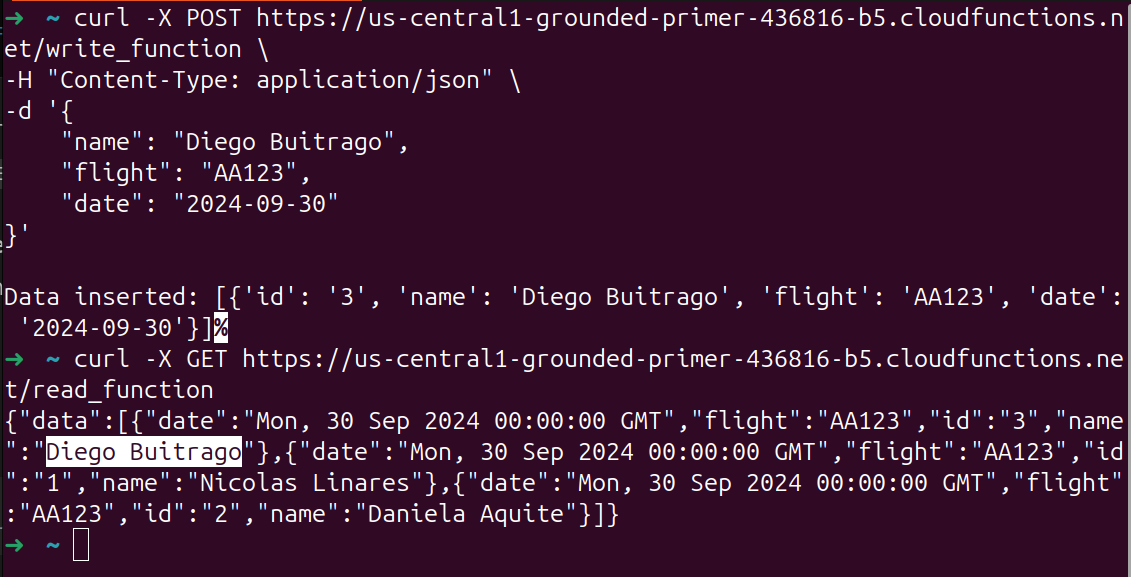 ➜ ~ curl -X POST https://us-central1-grounded-primer-436816-b5.cloudfunctions.n
et/write_function \
-H "Content-Type: application/json" \
-d '{
    "name": "Diego Buitrago",
    "flight": "AA123",
    "date": "2024-09-30"
}'
Data inserted: [{'id': '3', 'name': 'Diego Buitrago', 'flight': 'AA123', 'date':
 '2024-09-30'}]%
➜ ~ curl -X GET https://us-central1-grounded-primer-436816-b5.cloudfunctions.ne
t/read_function
{"data":[{"date":"Mon, 30 Sep 2024 00:00:00 GMT","flight":"AA123","id":"3","name
":"Diego Buitrago"},{"date":"Mon, 30 Sep 2024 00:00:00 GMT","flight":"AA123","id
":"1","name":"Nicolas Linares"},{"date":"Mon, 30 Sep 2024 00:00:00 GMT","flight"
:"AA123","id":"2","name":"Daniela Aquite"}]}
➜ ~